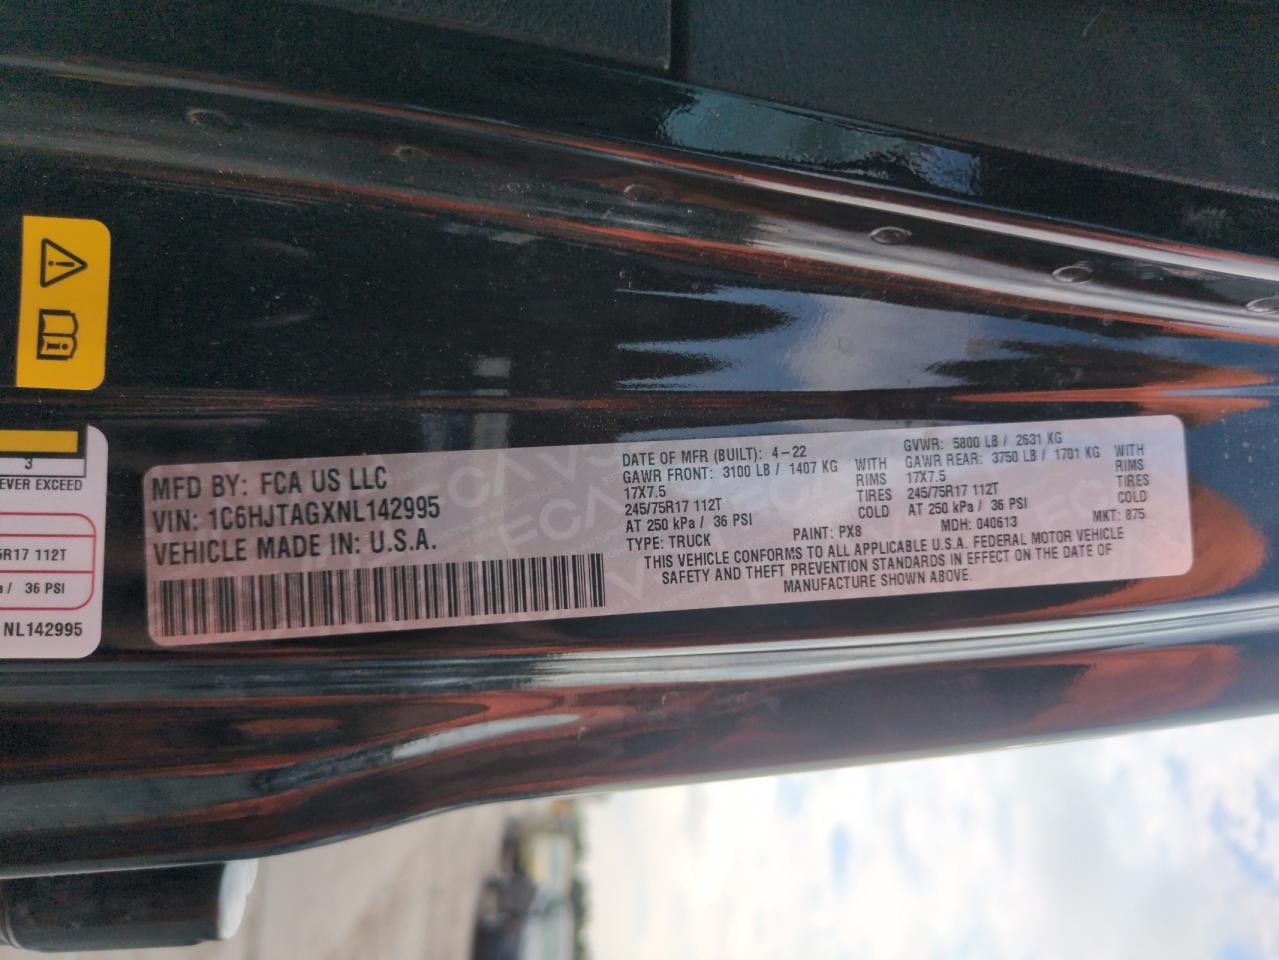 3
EVER EXCEED
5R17 112T
/ 36 PSI
NL142995
MFD BY: FCA US LLC
VIN: 1C6HJTAGXNL142995
VEHICLE MADE IN: U.S.A.
DATE OF MFR (BUILT): 4-22
GAWR FRONT: 3100 LB / 1407 KG WITH
17X7.5 RIMS
245/75R17 112T TIRES
AT 250 kPA / 36 PSI COLD
TYPE: TRUCK
GVWR: 5800 LB / 2631 KG
GAWR REAR: 3750 LB / 1701 KG WITH
17X7.5 RIMS
245/75R17 112T TIRES
AT 250 kPA / 36 PSI COLD
PAINT: PX8 MDH: 040613 MKT: 875
THIS VEHICLE CONFORMS TO ALL APPLICABLE U.S.A. FEDERAL MOTOR VEHICLE
SAFETY AND THEFT PREVENTION STANDARDS IN EFFECT ON THE DATE OF
MANUFACTURE SHOWN ABOVE.